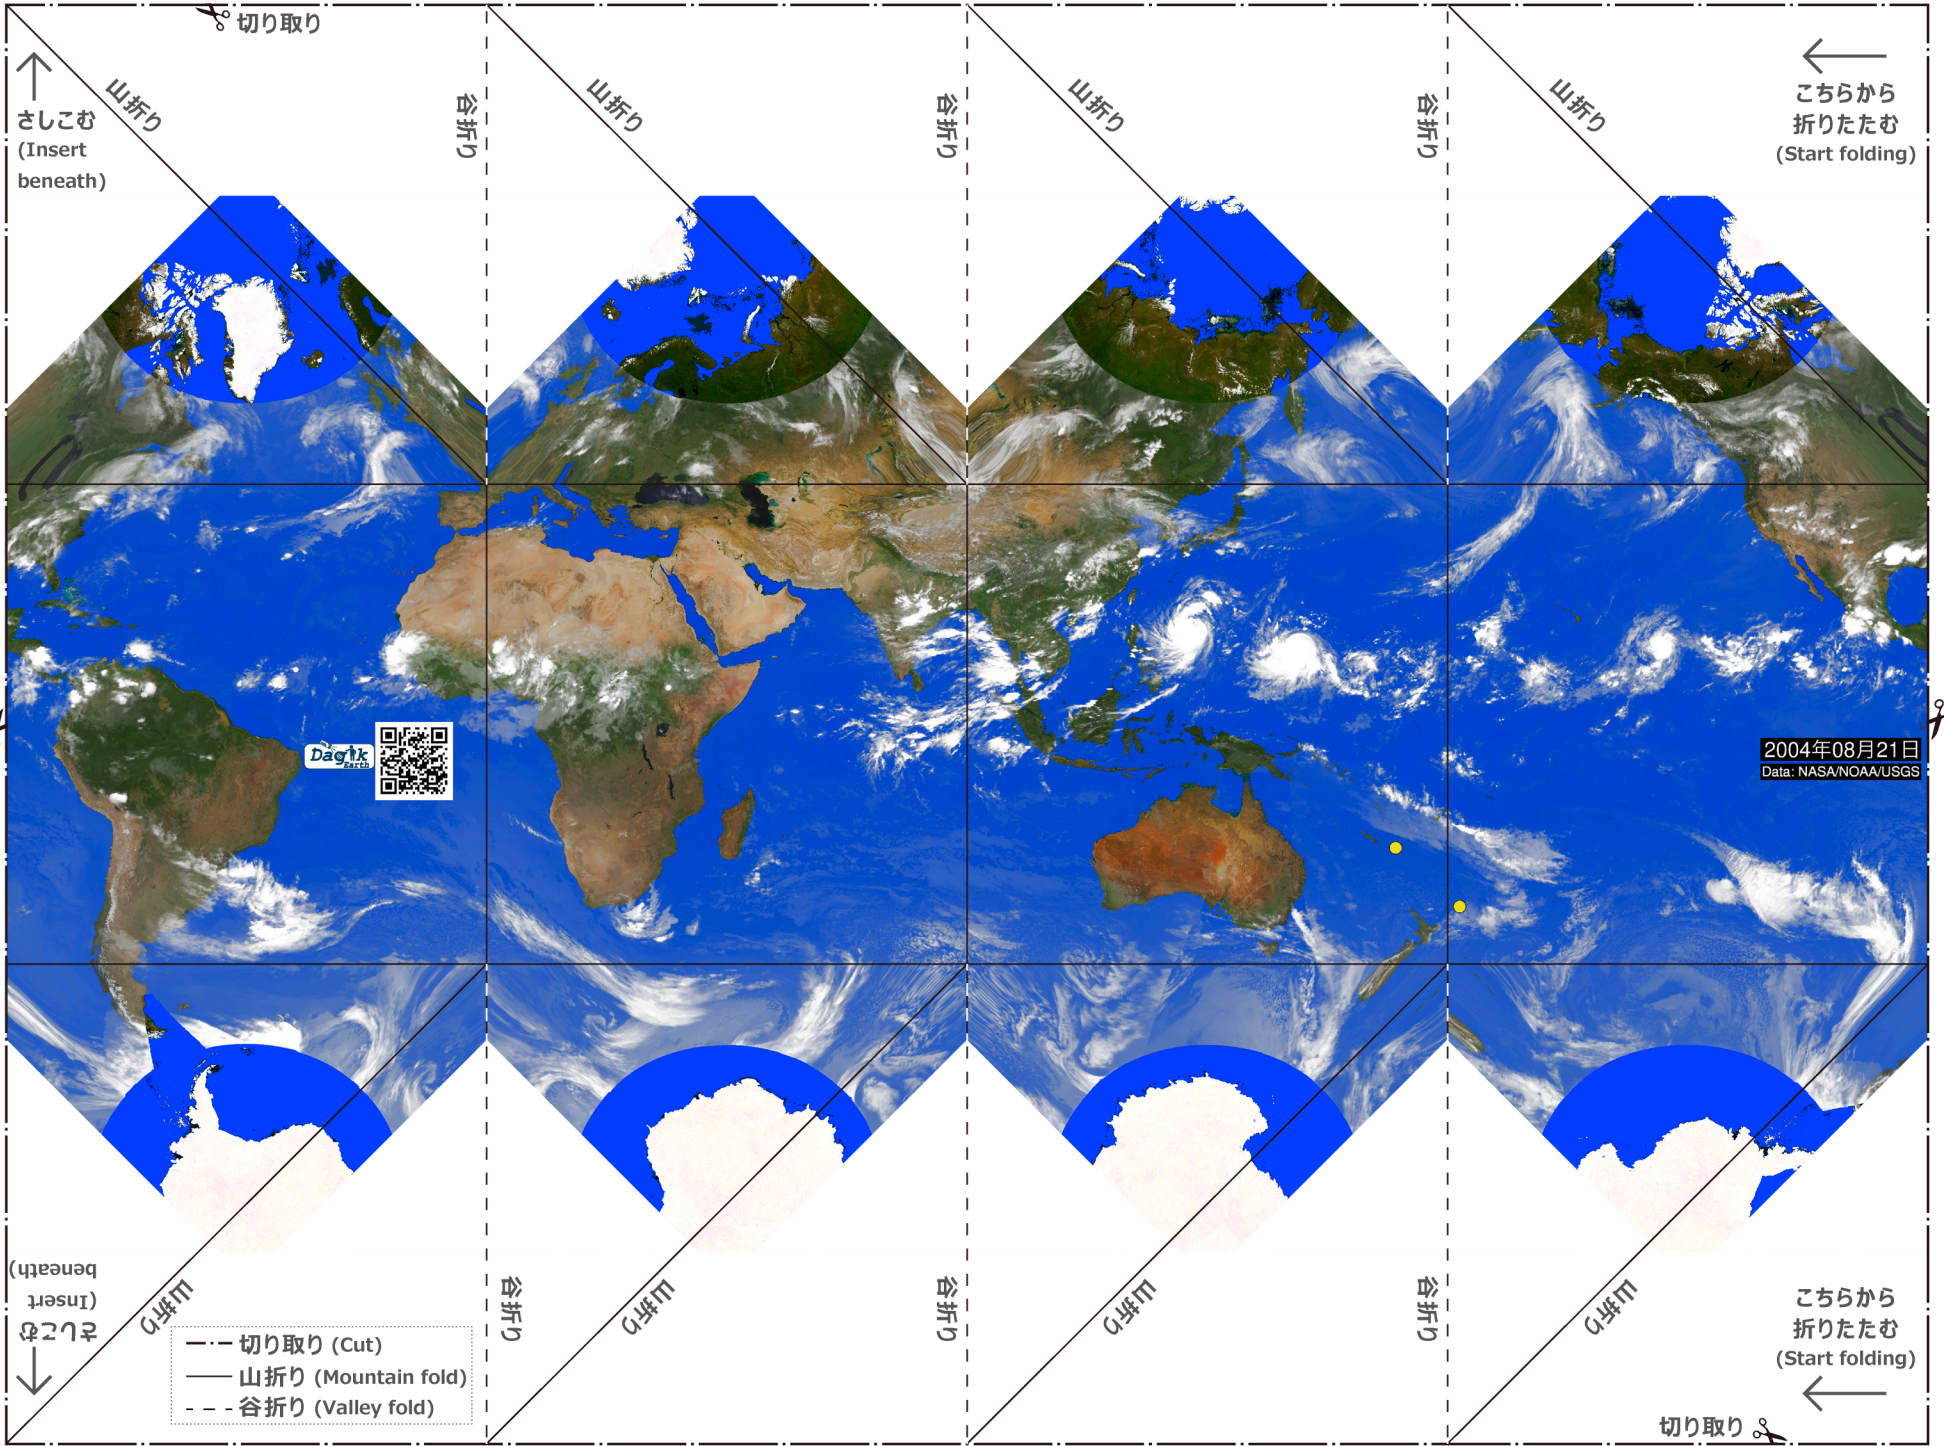 切り取り
さしこむ
(Insert
beneath)
山折り
谷折り
山折り
谷折り
山折り
谷折り
山折り
こちらから
折りたたむ
(Start folding)
Dagik
Earth
2004年08月21日
Data: NASA/NOAA/USGS
さしこむ
(Insert
beneath)
山折り
谷折り
山折り
谷折り
山折り
谷折り
山折り
こちらから
折りたたむ
(Start folding)
切り取り (Cut)
山折り (Mountain fold)
谷折り (Valley fold)
切り取り